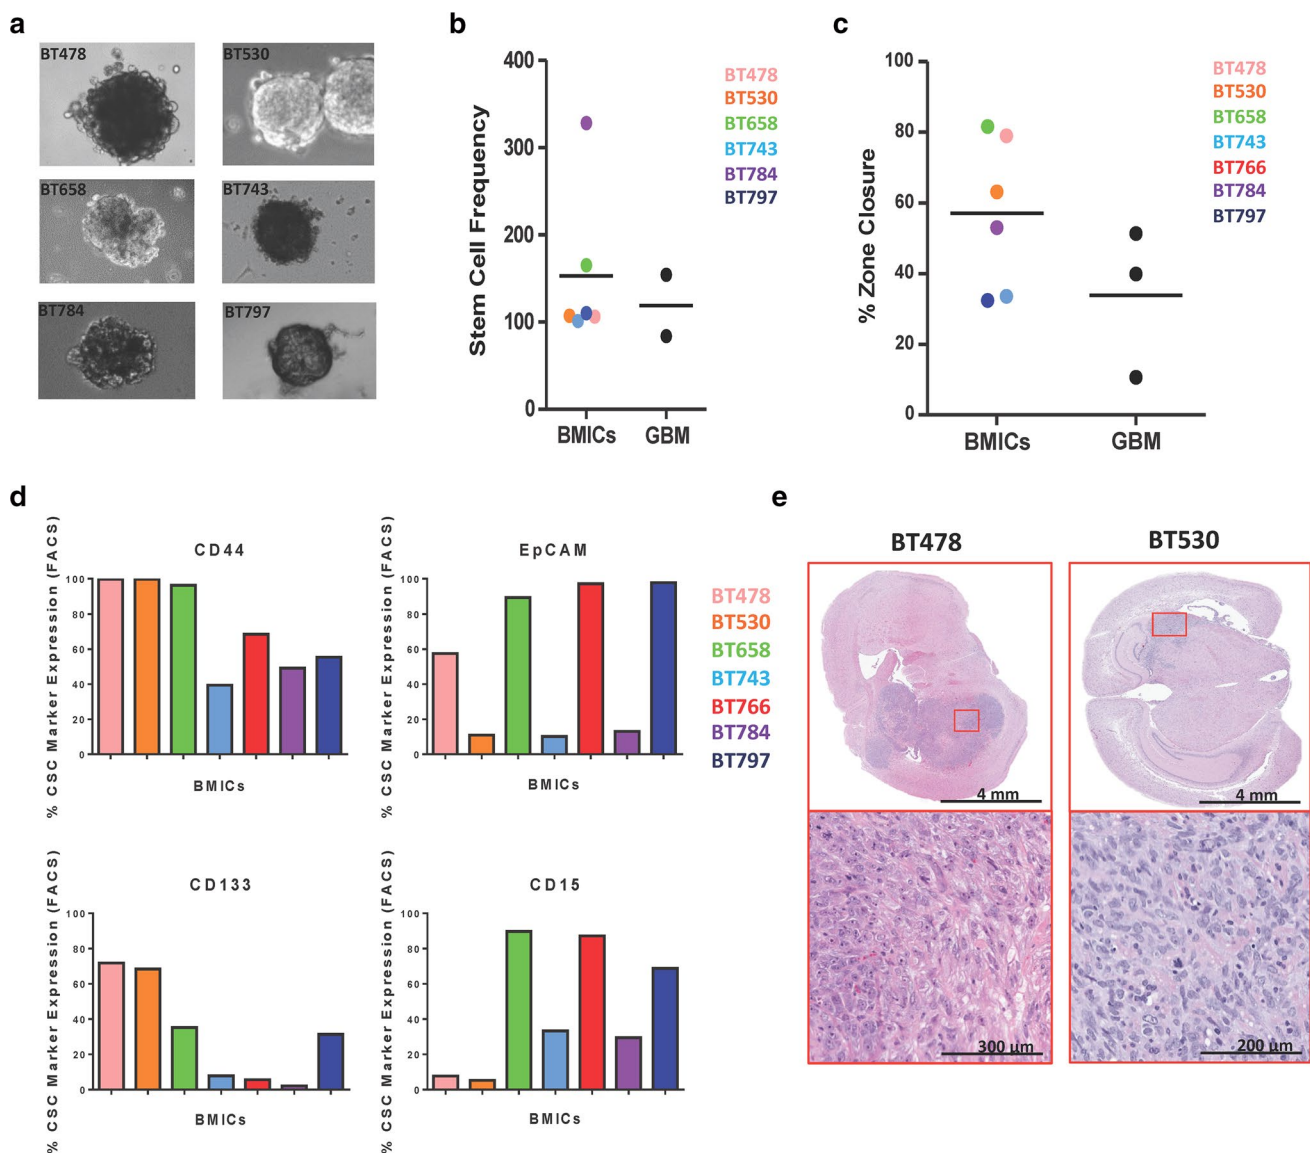 a
BT478
BT530
BT658
BT743
BT784
BT797
b
Stem Cell Frequency
400
300
200
100
0
BMICs
GBM
BT478
BT530
BT658
BT743
BT784
BT797
c
% Zone Closure
100
80
60
40
20
0
BMICs
GBM
BT478
BT530
BT658
BT743
BT766
BT784
BT797
d
% CSC Marker Expression (FACS)
CD44
100
80
60
40
20
0
BMICs
% CSC Marker Expression (FACS)
EpCAM
100
80
60
40
20
0
BMICs
BT478
BT530
BT658
BT743
BT766
BT784
BT797
% CSC Marker Expression (FACS)
CD133
100
80
60
40
20
0
BMICs
% CSC Marker Expression (FACS)
CD15
100
80
60
40
20
0
BMICs
e
BT478
BT530
4 mm
4 mm
300 µm
200 µm